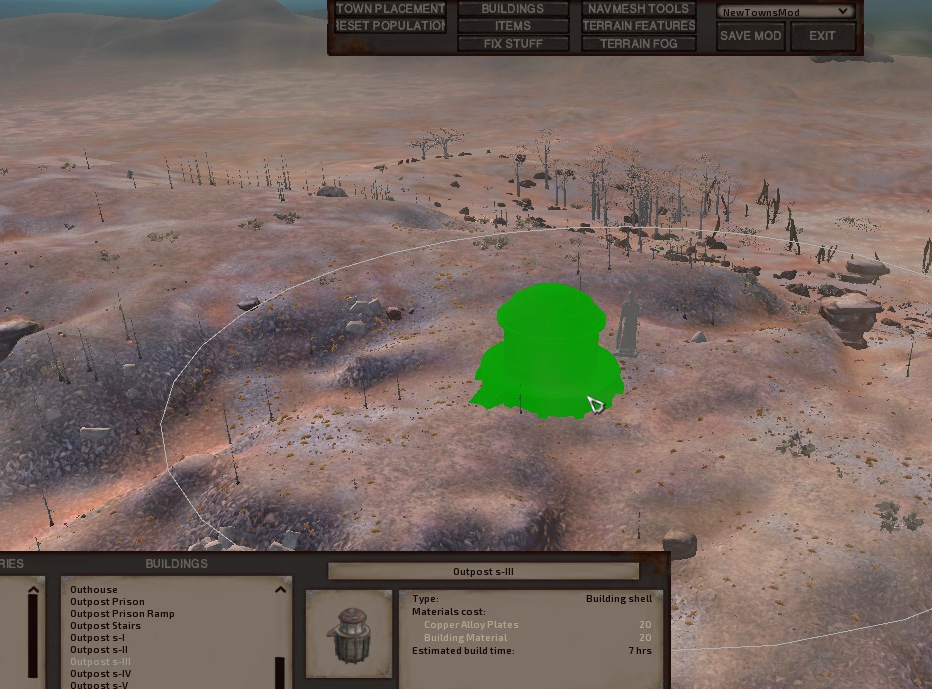 TOWN PLACEMENT
BUILDINGS
NAVMESH TOOLS
NewTownsMod
RESET POPULATION
ITEMS
TERRAIN FEATURES
SAVE MOD
EXIT
FIX STUFF
TERRAIN FOG
RIES
BUILDINGS
Outpost s-III
Outhouse
Outpost Prison
Outpost Prison Ramp
Outpost Stairs
Outpost s-I
Outpost s-II
Outpost s-III
Outpost s-IV
Outpost s-V
Type: Building shell
Materials cost:
Copper Alloy Plates 20
Building Material 20
Estimated build time: 7 hrs